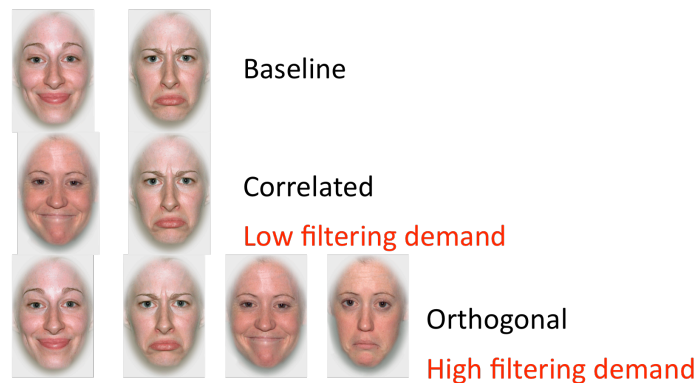 Baseline
Correlated
Low filtering demand
Orthogonal
High filtering demand